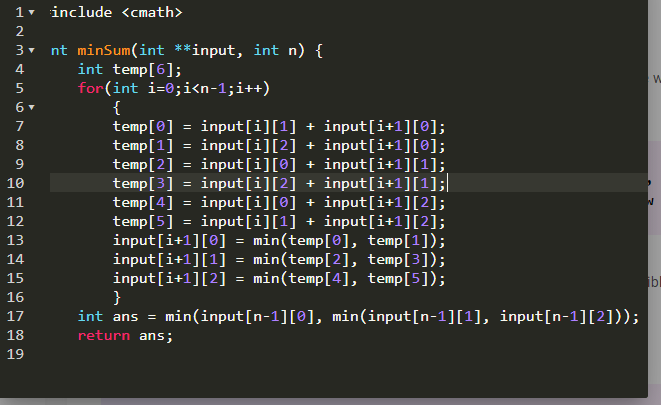 1 include <cmath>
2
3 nt minSum(int **input, int n) {
4 int temp[6];
5 for(int i=0;i<n-1;i++)
6 {
7 temp[0] = input[i][1] + input[i+1][0];
8 temp[1] = input[i][2] + input[i+1][0];
9 temp[2] = input[i][0] + input[i+1][1];
10 temp[3] = input[i][2] + input[i+1][1];
11 temp[4] = input[i][0] + input[i+1][2];
12 temp[5] = input[i][1] + input[i+1][2];
13 input[i+1][0] = min(temp[0], temp[1]);
14 input[i+1][1] = min(temp[2], temp[3]);
15 input[i+1][2] = min(temp[4], temp[5]);
16 }
17 int ans = min(input[n-1][0], min(input[n-1][1], input[n-1][2]));
18 return ans;
19